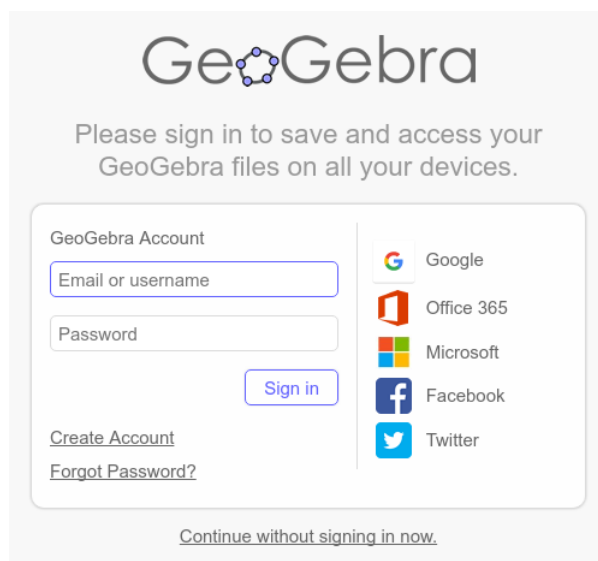 GeoGebra
Please sign in to save and access your
GeoGebra files on all your devices.
GeoGebra Account
Email or username
Password
Sign in
Create Account
Forgot Password?
Google
Office 365
Microsoft
Facebook
Twitter
Continue without signing in now.